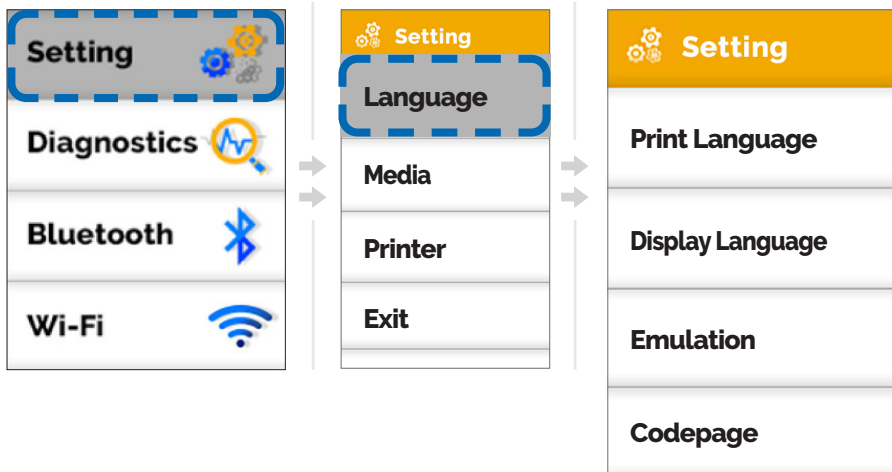 Setting
Diagnostics
Bluetooth
Wi-Fi
Setting
Language
Media
Printer
Exit
Setting
Print Language
Display Language
Emulation
Codepage